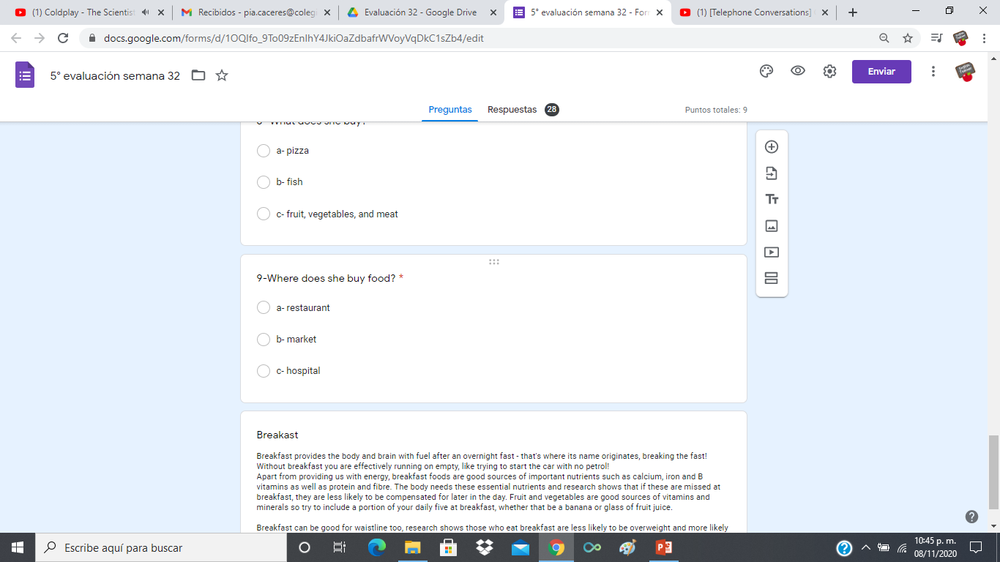 (1) Coldplay - The Scientist
Recibidos - pia.caceres@coleg
Evaluación 32 - Google Drive
5° evaluación semana 32 - For
(1) [Telephone Conversations]
docs.google.com/forms/d/1OQlfo_9To09zEnlhY4JkiOaZdbafrWVoyVqDkC1sZb4/edit
5° evaluación semana 32
Enviar
Preguntas
Respuestas 28
Puntos totales: 9
What does she buy?
a- pizza
b- fish
c- fruit, vegetables, and meat
9-Where does she buy food? *
a- restaurant
b- market
c- hospital
Breakast
Breakfast provides the body and brain with fuel after an overnight fast - that's where its name originates, breaking the fast!
Without breakfast you are effectively running on empty, like trying to start the car with no petrol!
Apart from providing us with energy, breakfast foods are good sources of important nutrients such as calcium, iron and B
vitamins as well as protein and fibre. The body needs these essential nutrients and research shows that if these are missed at
breakfast, they are less likely to be compensated for later in the day. Fruit and vegetables are good sources of vitamins and
minerals so try to include a portion of your daily five at breakfast, whether that be a banana or glass of fruit juice.
Breakfast can be good for waistline too, research shows those who eat breakfast are less likely to be overweight and more likely
Escribe aquí para buscar
10:45 p. m.
08/11/2020